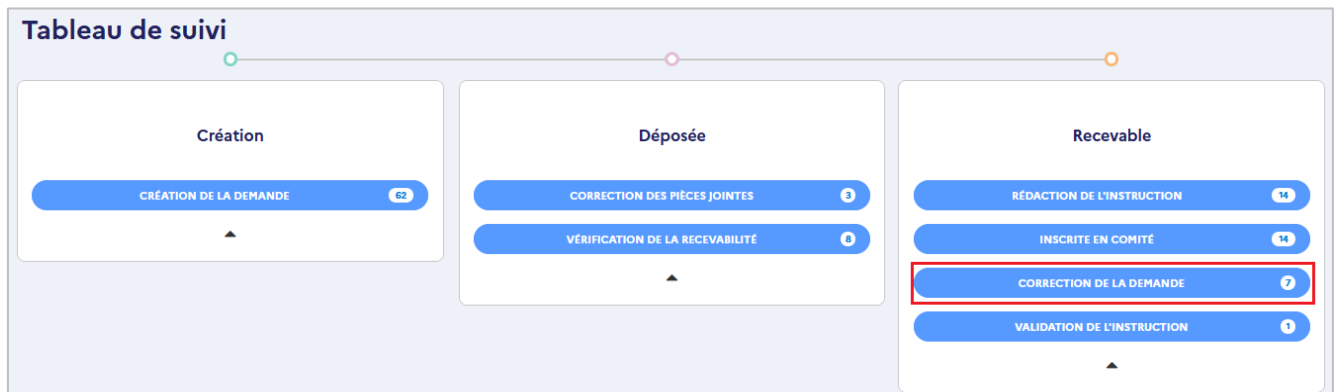 Tableau de suivi
Création
CRÉATION DE LA DEMANDE 62
Déposée
CORRECTION DES PIÈCES JOINTES 3
VÉRIFICATION DE LA RECEVABILITÉ 8
Recevable
RÉDACTION DE L'INSTRUCTION 14
INSCRITE EN COMITÉ 14
CORRECTION DE LA DEMANDE 7
VALIDATION DE L'INSTRUCTION 1